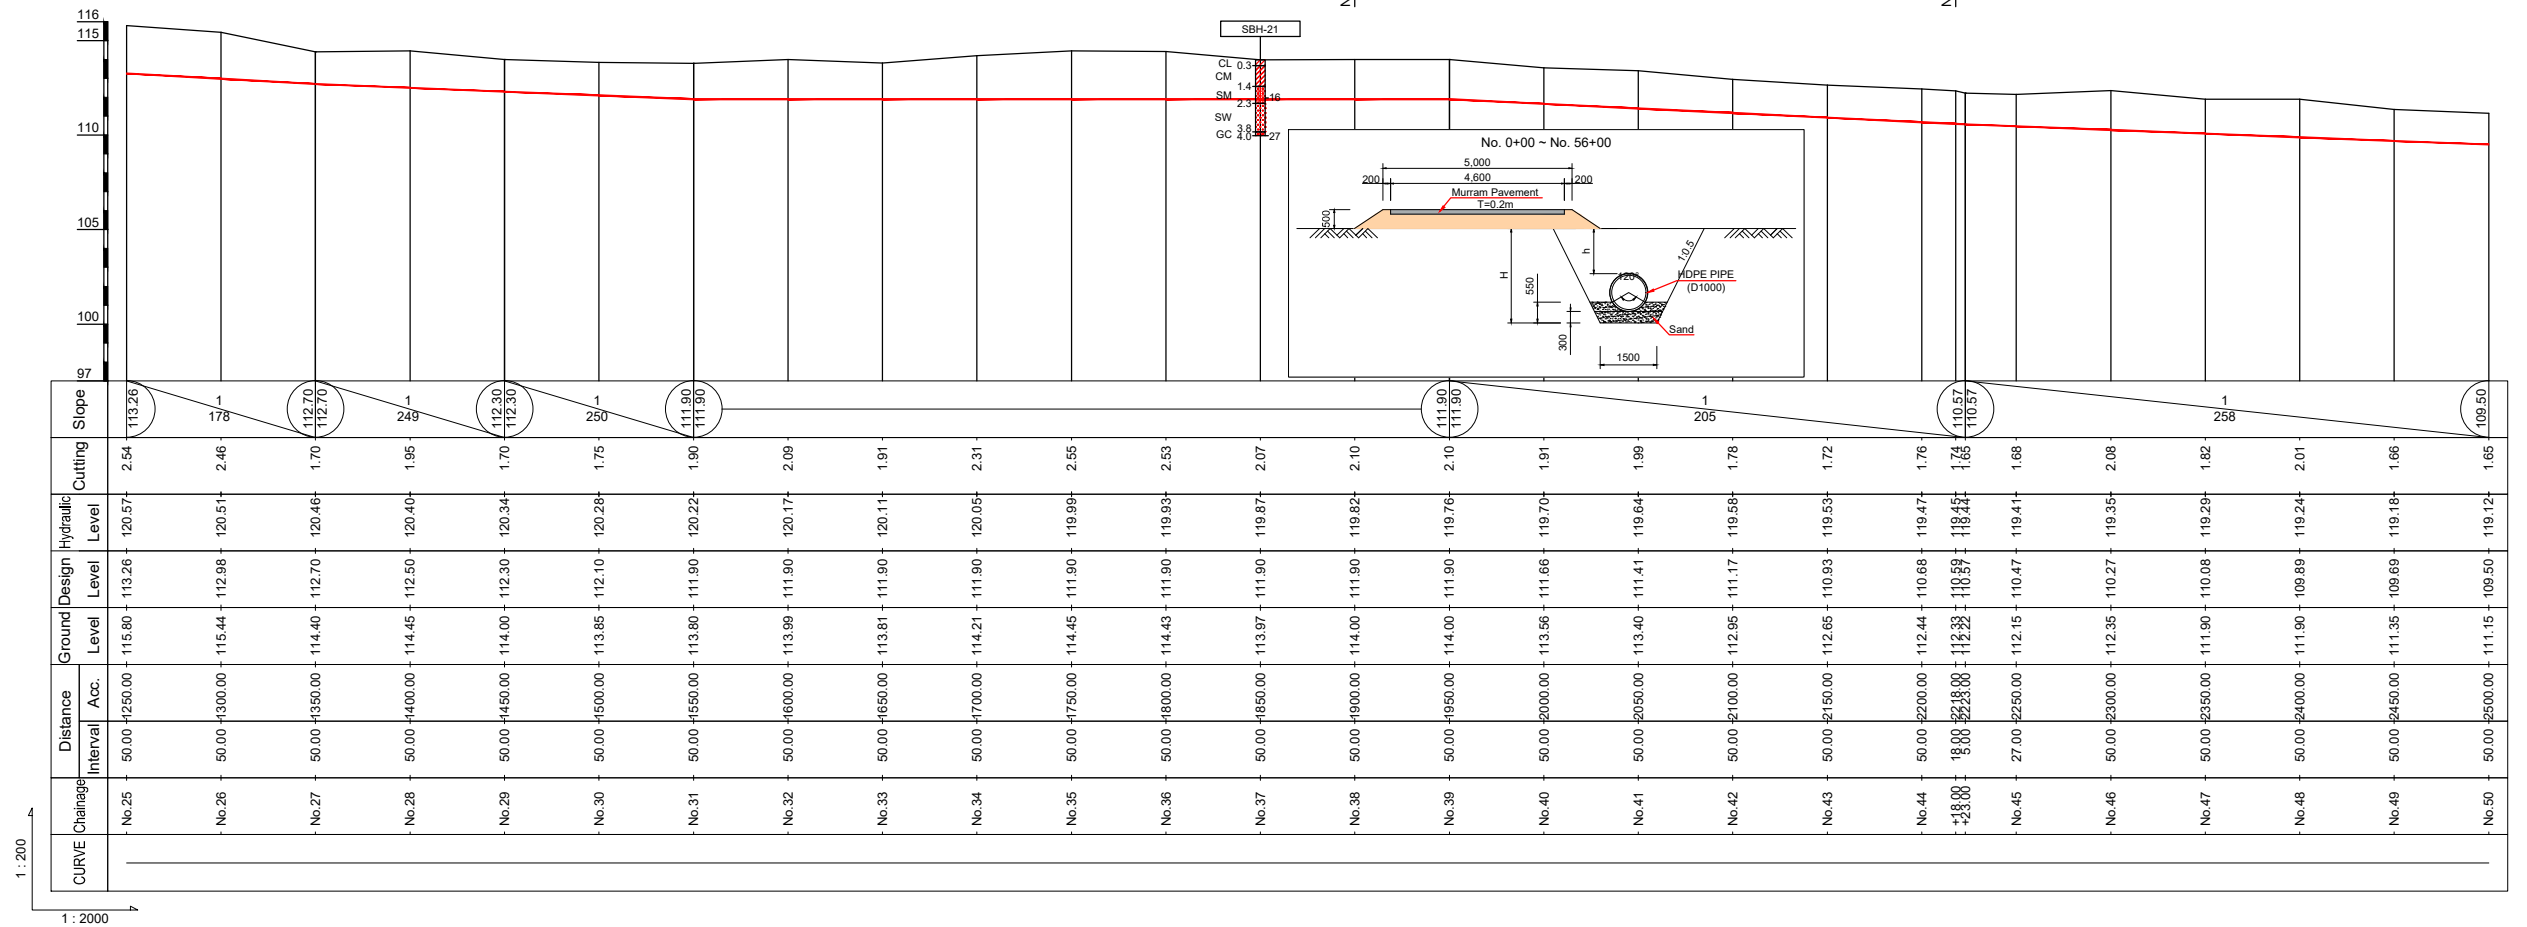 116
115
110
105
100
97
SBH-21
CL 0.3
CM
1.4
SM 16
2.3
SW
3.8
GC 4.0 27
No. 0+00 ~ No. 56+00
5,000
200 4,600 200
Murram Pavement
T=0.2m
500
H
h
1:0.5
550
300
120°
HDPE PIPE
(D1000)
Sand
1500
Slope
113.26 1 178 112.70 112.70 1 249 112.30 112.30 1 250 111.90 111.90 111.90 111.90 1 205 110.57 110.57 1 258 109.50
Cutting 2.54 2.46 1.70 1.95 1.70 1.75 1.90 2.09 1.91 2.31 2.55 2.53 2.07 2.10 2.10 1.91 1.99 1.78 1.72 1.76 1.74 1.65 1.68 2.08 1.82 2.01 1.66 1.65
Hydraulic Level 120.57 120.51 120.46 120.40 120.34 120.28 120.22 120.17 120.11 120.05 119.99 119.93 119.87 119.82 119.76 119.70 119.64 119.58 119.53 119.47 119.45 119.44 119.41 119.35 119.29 119.24 119.18 119.12
Design Level 113.26 112.98 112.70 112.50 112.30 112.10 111.90 111.90 111.90 111.90 111.90 111.90 111.90 111.90 111.90 111.66 111.41 111.17 110.93 110.68 110.59 110.57 110.47 110.27 110.08 109.89 109.69 109.50
Ground Level 115.80 115.44 114.40 114.45 114.00 113.85 113.80 113.99 113.81 114.21 114.45 114.43 113.97 114.00 114.00 113.56 113.40 112.95 112.65 112.44 112.33 112.22 112.15 112.35 111.90 111.90 111.35 111.15
Distance
Acc. 1250.00 1300.00 1350.00 1400.00 1450.00 1500.00 1550.00 1600.00 1650.00 1700.00 1750.00 1800.00 1850.00 1900.00 1950.00 2000.00 2050.00 2100.00 2150.00 2200.00 2218.00 2223.00 2250.00 2300.00 2350.00 2400.00 2450.00 2500.00
Interval 50.00 50.00 50.00 50.00 50.00 50.00 50.00 50.00 50.00 50.00 50.00 50.00 50.00 50.00 50.00 50.00 50.00 50.00 50.00 50.00 18.00 5.00 27.00 50.00 50.00 50.00 50.00 50.00
Chainage No.25 No.26 No.27 No.28 No.29 No.30 No.31 No.32 No.33 No.34 No.35 No.36 No.37 No.38 No.39 No.40 No.41 No.42 No.43 No.44 +18.00 +23.00 No.45 No.46 No.47 No.48 No.49 No.50
CURVE
1 : 200
1 : 2000